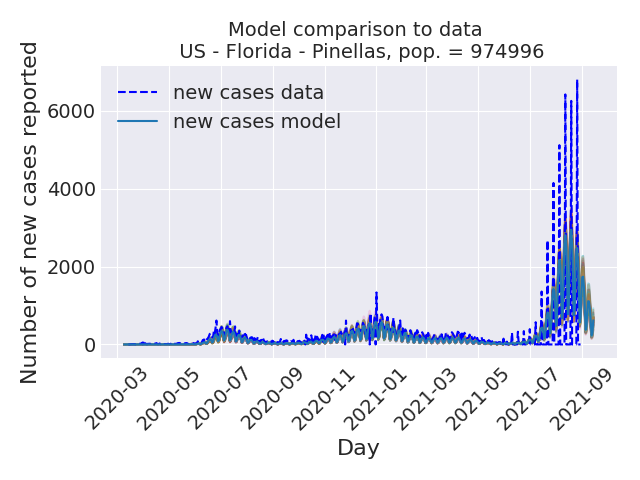 Model comparison to data
US - Florida - Pinellas, pop. = 974996
new cases data
new cases model
Number of new cases reported
6000
4000
2000
0
2020-03
2020-05
2020-07
2020-09
2020-11
2021-01
2021-03
2021-05
2021-07
2021-09
Day